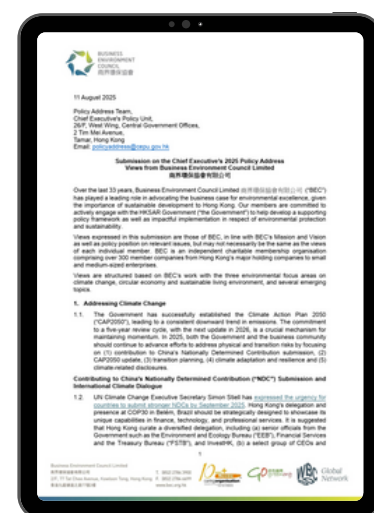 BUSINESS
ENVIRONMENT
COUNCIL
商界環保協會
11 August 2025
Policy Address Team,
Chief Executive's Policy Unit,
26/F, West Wing, Central Government Offices,
2 Tim Mei Avenue,
Tamar, Hong Kong
Email: policyaddress@cepu.gov.hk
Submission on the Chief Executive's 2025 Policy Address
Views from Business Environment Council Limited
商界環保協會有限公司
Over the last 33 years, Business Environment Council Limited 商界環保協會有限公司 ("BEC")
has played a leading role in advocating the business case for environmental excellence, given
the importance of sustainable development to Hong Kong. Our members are committed to
actively engage with the HKSAR Government ("the Government") to help develop a supporting
policy framework as well as impactful implementation in respect of environmental protection
and sustainability.
Views expressed in this submission are those of BEC, in line with BEC's Mission and Vision
as well as policy position on relevant issues, but may not necessarily be the same as the views
of each individual member. BEC is an independent charitable membership organisation
comprising over 300 member companies from Hong Kong's major holding companies to small
and medium-sized enterprises.
Views are structured based on BEC's work with the three environmental focus areas on
climate change, circular economy and sustainable living environment, and several emerging
topics.
1. Addressing Climate Change
1.1. The Government has successfully established the Climate Action Plan 2050
("CAP2050"), leading to a consistent downward trend in emissions. The commitment
to a five-year review cycle, with the next update in 2026, is a crucial mechanism for
maintaining momentum. In 2025, both the Government and the business community
should continue to advance efforts to address physical and transition risks by focusing
on (1) contribution to China's Nationally Determined Contribution submission, (2)
CAP2050 update, (3) transition planning, (4) climate adaptation and resilience and (5)
climate-related disclosures.
Contributing to China's Nationally Determined Contribution ("NDC") Submission and
International Climate Dialogue
1.2. UN Climate Change Executive Secretary Simon Stiell has expressed the urgency for
countries to submit stronger NDCs by September 2025. Hong Kong's delegation and
presence at COP30 in Belém, Brazil should be strategically designed to showcase its
unique capabilities in finance, technology, and professional services. It is suggested
that Hong Kong curate a diversified delegation, including (a) senior officials from the
Government such as the Environment and Ecology Bureau ("EEB"), Financial Services
and the Treasury Bureau ("FSTB"), and InvestHK, (b) a select group of CEOs and
Business Environment Council Limited
商界環保協會有限公司
Global
Network